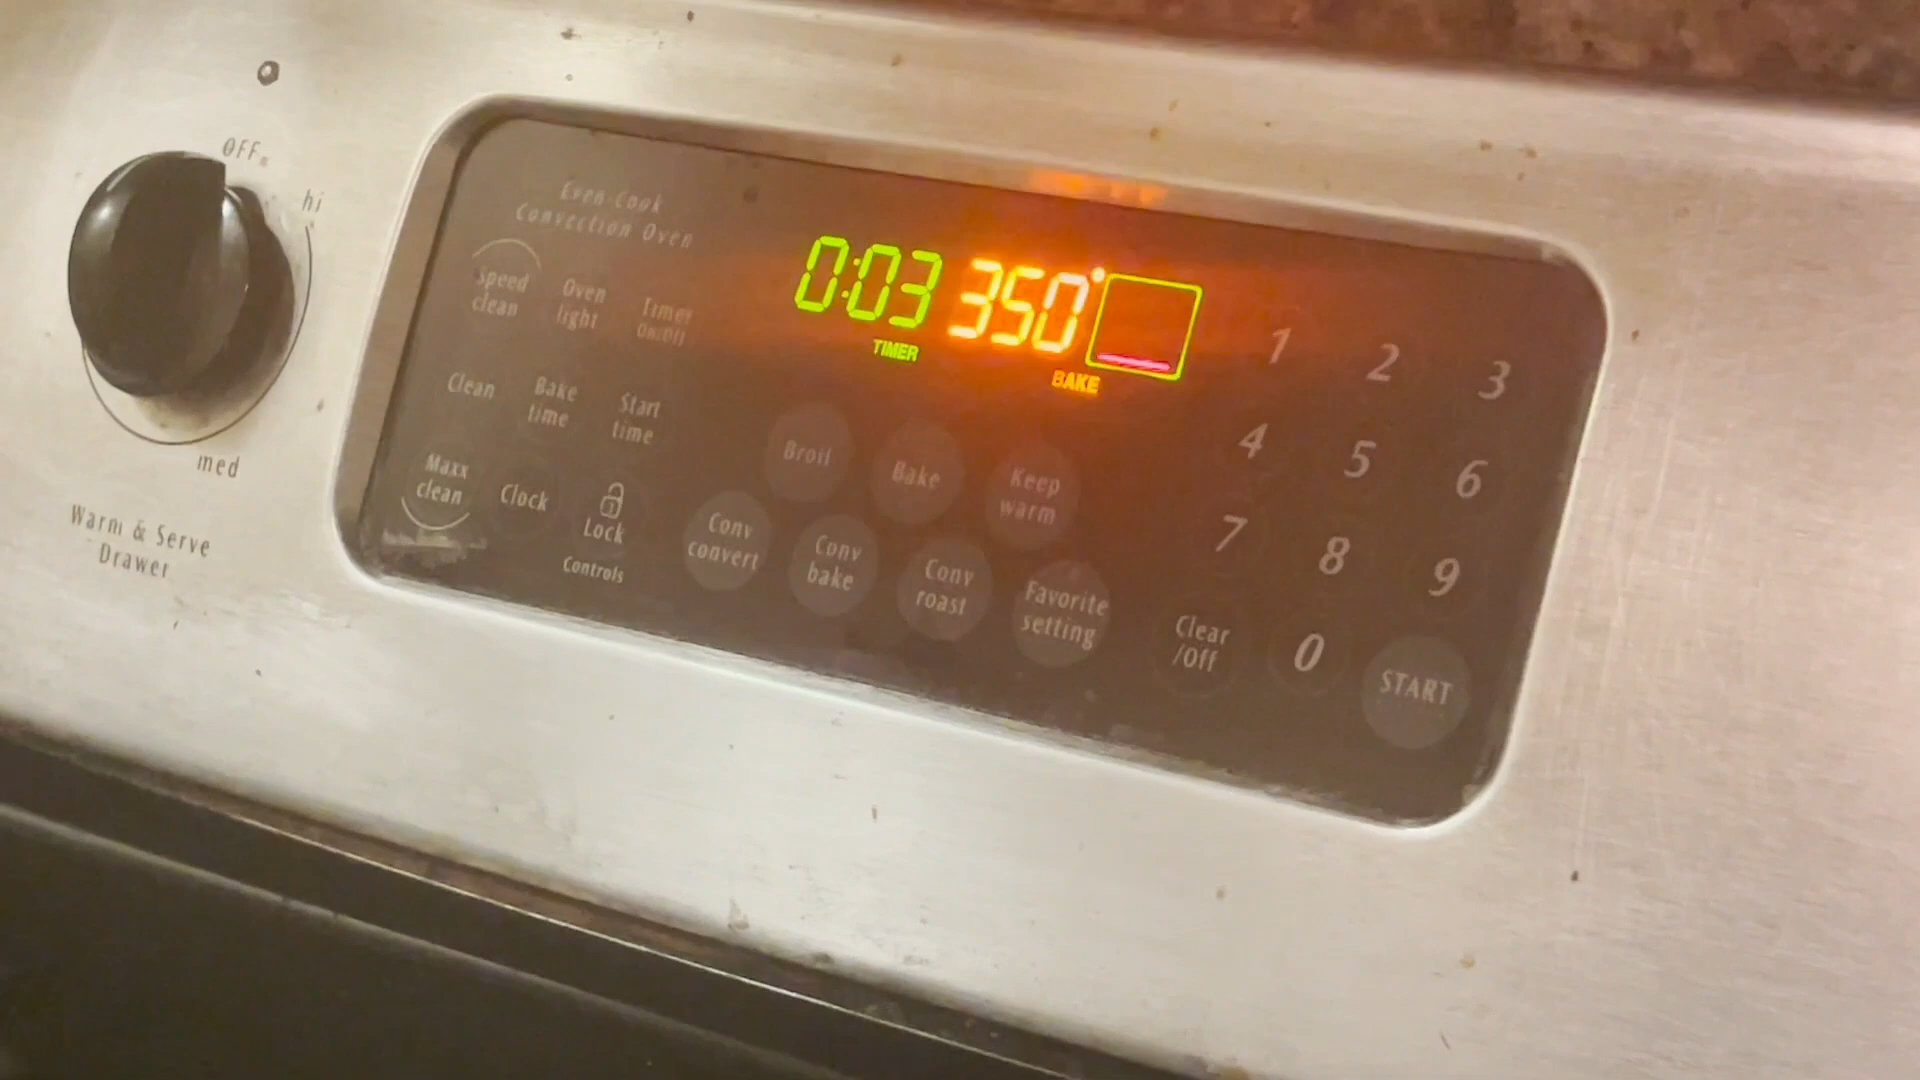 OFF
hi
med
Warm & Serve
Drawer
Even-Cook
Convection Oven
Speed
clean
Oven
light
Timer
On/Off
Clean
Bake
time
Start
time
Maxx
clean
Clock
Lock
Controls
0:03
TIMER
350°
BAKE
Broil
Bake
Keep
warm
Conv
convert
Conv
bake
Conv
roast
Favorite
setting
1 2 3
4 5 6
7 8 9
Clear
/Off
0
START